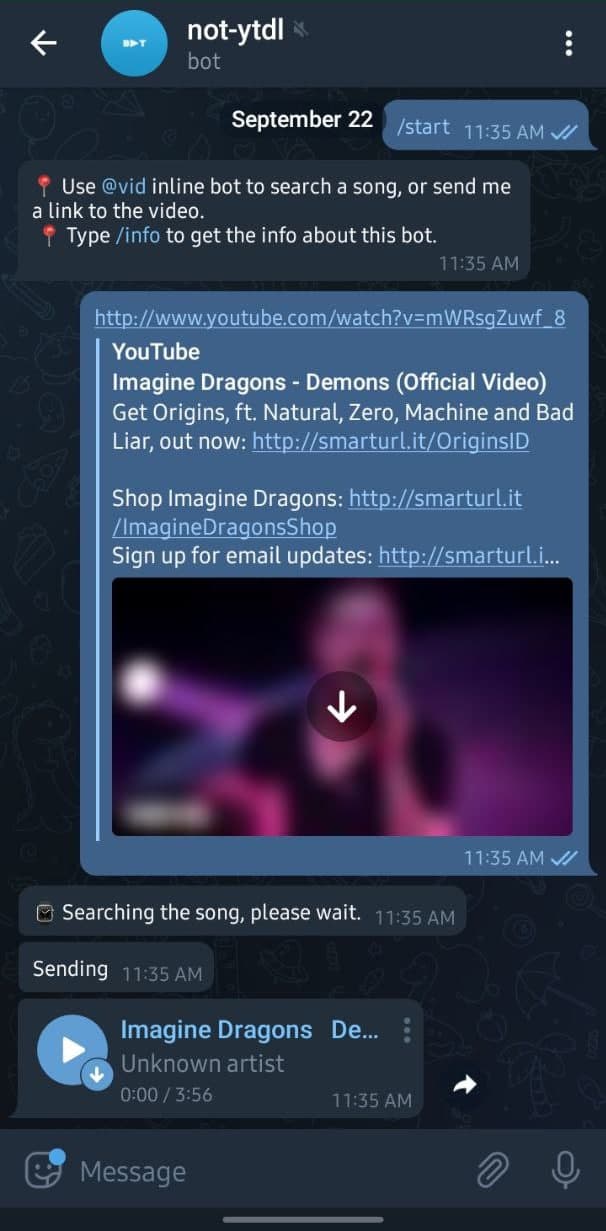 not-ytdl
bot
September 22
/start 11:35 AM
📍 Use @vid inline bot to search a song, or send me
a link to the video.
📍 Type /info to get the info about this bot.
11:35 AM
http://www.youtube.com/watch?v=mWRsgZuwf_8
YouTube
Imagine Dragons - Demons (Official Video)
Get Origins, ft. Natural, Zero, Machine and Bad
Liar, out now: http://smarturl.it/OriginsID
Shop Imagine Dragons: http://smarturl.it
/ImagineDragonsShop
Sign up for email updates: http://smarturl.i...
11:35 AM
Searching the song, please wait. 11:35 AM
Sending 11:35 AM
Imagine Dragons De...
Unknown artist
0:00 / 3:56 11:35 AM
Message